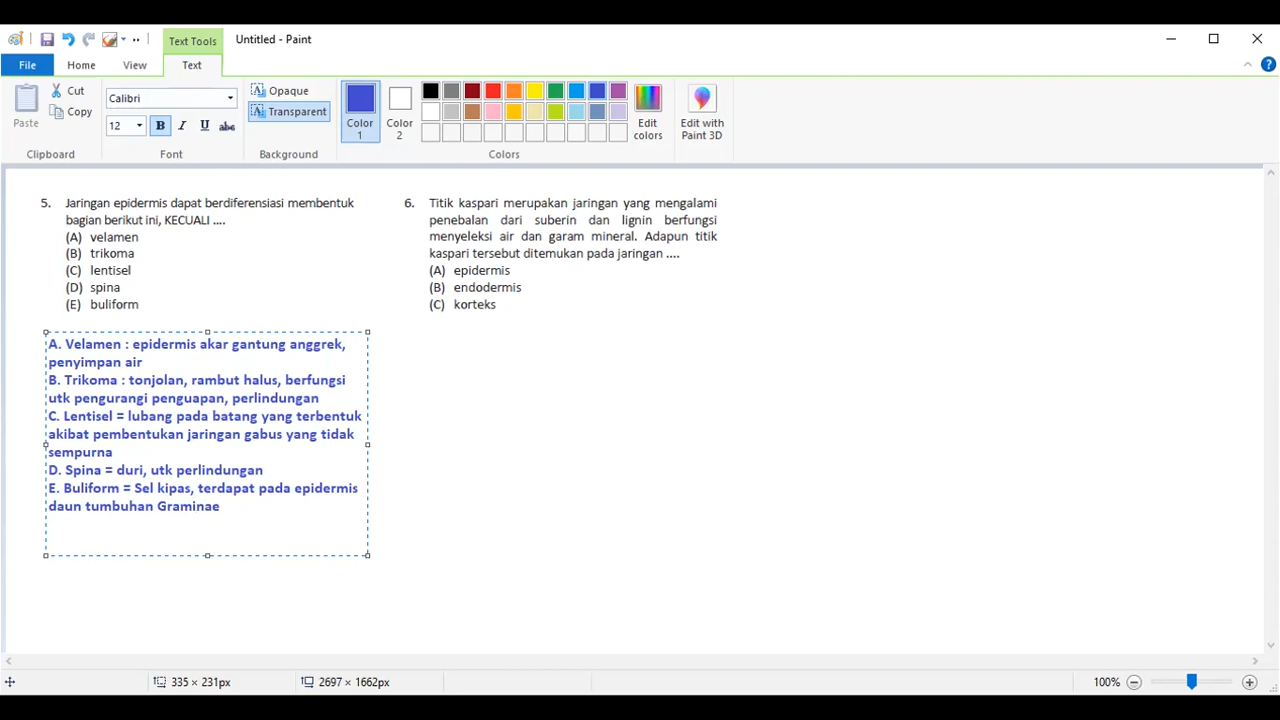 Text Tools
Untitled - Paint
File
Home
View
Text
Paste
Cut
Copy
Clipboard
Calibri
12
B I U abc
Font
A Opaque
A Transparent
Background
Color 1
Color 2
Edit colors
Edit with Paint 3D
Colors
5. Jaringan epidermis dapat berdiferensiasi membentuk
bagian berikut ini, KECUALI ....
(A) velamen
(B) trikoma
(C) lentisel
(D) spina
(E) buliform
A. Velamen : epidermis akar gantung anggrek,
penyimpan air
B. Trikoma : tonjolan, rambut halus, berfungsi
utk pengurangi penguapan, perlindungan
C. Lentisel = lubang pada batang yang terbentuk
akibat pembentukan jaringan gabus yang tidak
sempurna
D. Spina = duri, utk perlindungan
E. Buliform = Sel kipas, terdapat pada epidermis
daun tumbuhan Graminae
6. Titik kaspari merupakan jaringan yang mengalami
penebalan dari suberin dan lignin berfungsi
menyeleksi air dan garam mineral. Adapun titik
kaspari tersebut ditemukan pada jaringan ....
(A) epidermis
(B) endodermis
(C) korteks
335 × 231px
2697 × 1662px
100%